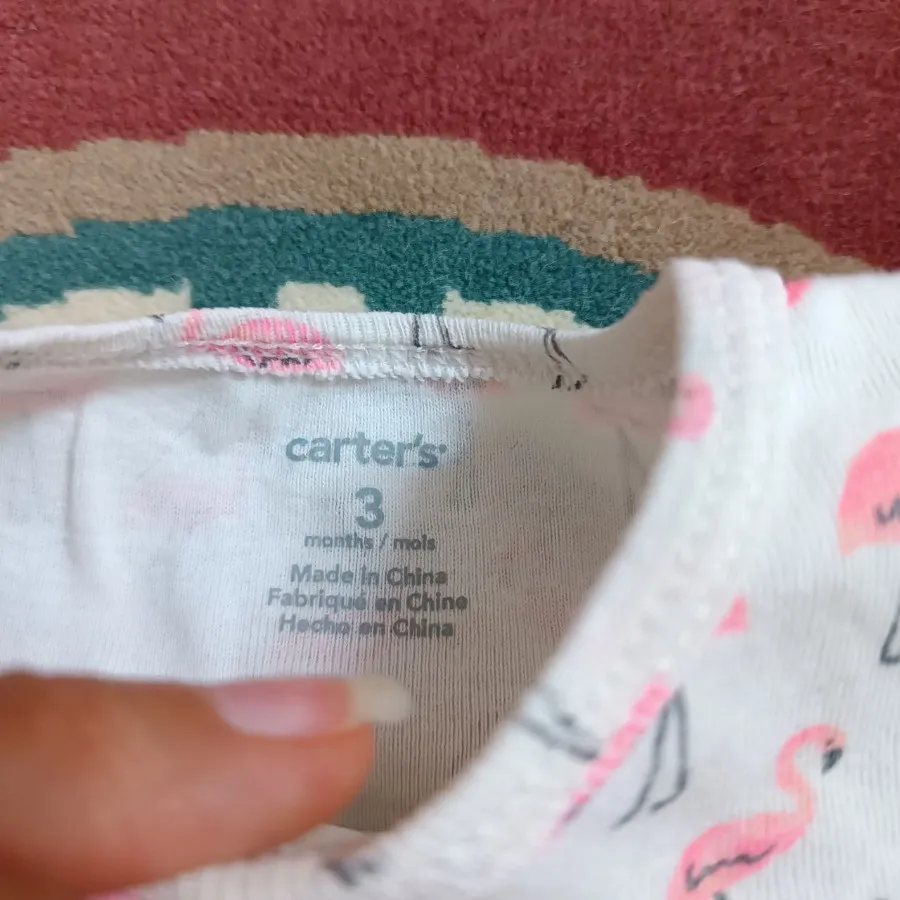 carter's
3
months / mois
Made in China
Fabriqué en Chine
Hecho en China